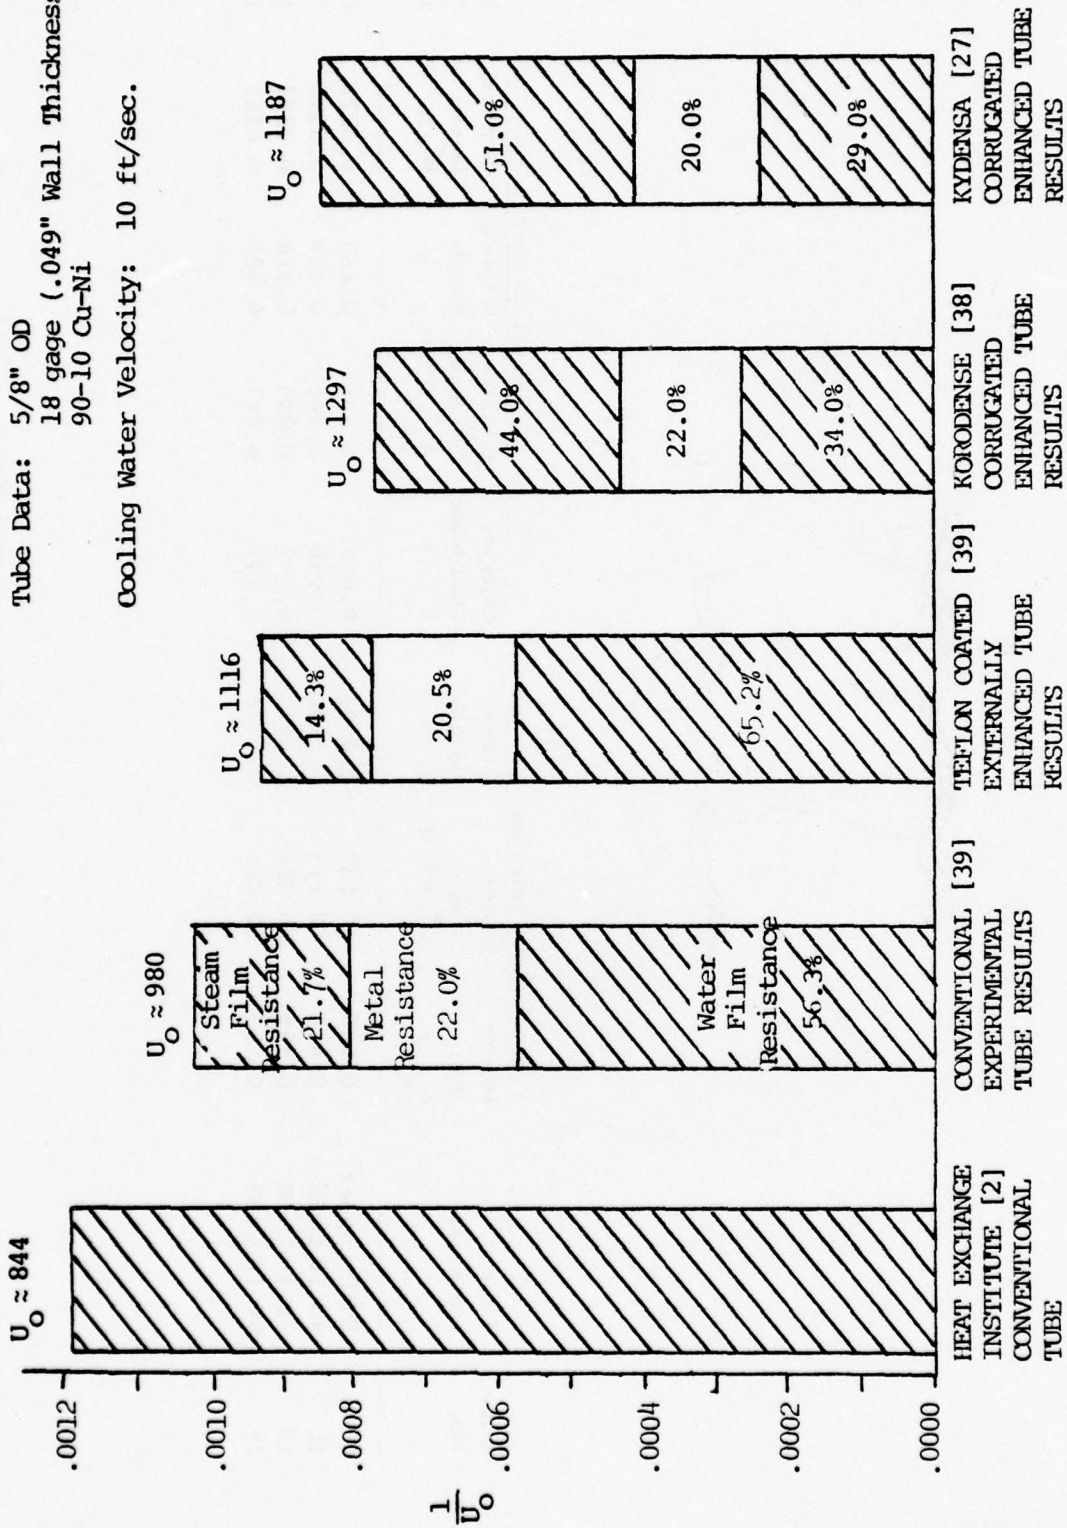 Tube Data: 5/8" OD
18 gage (.049" Wall Thickness
90-10 Cu-Ni
Cooling Water Velocity: 10 ft/sec.
1
U_O
.0012
.0010
.0008
.0006
.0004
.0002
.0000
U_O ≈ 844
HEAT EXCHANGE
INSTITUTE [2]
CONVENTIONAL
TUBE
U_O ≈ 980
Steam
Film
Resistance
21.7%
Metal
Resistance
22.0%
Water
Film
Resistance
56.3%
CONVENTIONAL [39]
EXPERIMENTAL
TUBE RESULTS
U_O ≈ 1116
14.3%
20.5%
65.2%
TEFLON COATED [39]
EXTERNALLY
ENHANCED TUBE
RESULTS
U_O ≈ 1297
44.0%
22.0%
34.0%
KORODENSE [38]
CORRUGATED
ENHANCED TUBE
RESULTS
U_O ≈ 1187
51.0%
20.0%
29.0%
KYDENSA [27]
CORRUGATED
ENHANCED TUBE
RESULTS